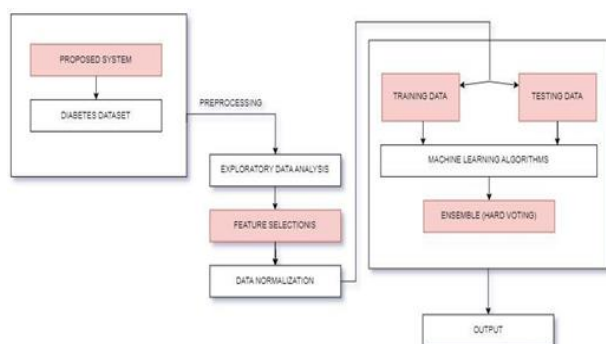 PROPOSED SYSTEM
DIABETES DATASET
PREPROCESSING
EXPLORATORY DATA ANALYSIS
FEATURE SELECTIONIS
DATA NORMALIZATION
TRAINING DATA
TESTING DATA
MACHINE LEARNING ALGORITHMS
ENSEMBLE (HARD VOTING)
OUTPUT